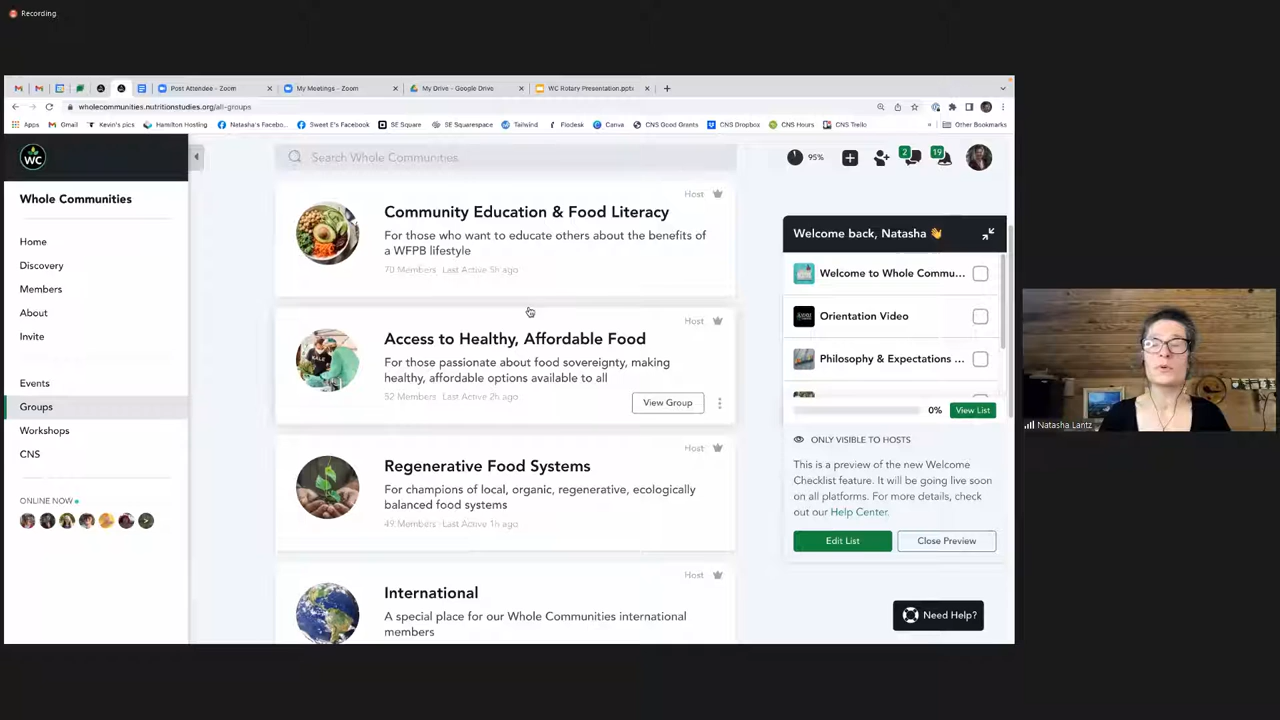 Recording
Post Attendee - Zoom
My Meetings - Zoom
My Drive - Google Drive
WC Rotary Presentation.pptx
wholecommunities.nutritionstudies.org/all-groups
Apps
Gmail
Kevin's pics
Hamilton Hosting
Natasha's Facebo...
Sweet E's Facebook
SE Square
SE Squarespace
Tailwind
Flodesk
Canva
CNS Good Grants
CNS Dropbox
CNS Hours
CNS Trello
»
Other Bookmarks
WC
Whole Communities
Home
Discovery
Members
About
Invite
Events
Groups
Workshops
CNS
ONLINE NOW
Search Whole Communities
95%
2
19
Host
Community Education & Food Literacy
For those who want to educate others about the benefits of
a WFPB lifestyle
70 Members · Last Active 5h ago
Host
Access to Healthy, Affordable Food
For those passionate about food sovereignty, making
healthy, affordable options available to all
52 Members · Last Active 2h ago
View Group
Host
Regenerative Food Systems
For champions of local, organic, regenerative, ecologically
balanced food systems
49 Members · Last Active 1h ago
Host
International
A special place for our Whole Communities international
members
Welcome back, Natasha 👋
Welcome to Whole Commu...
Orientation Video
Philosophy & Expectations ...
0%
View List
ONLY VISIBLE TO HOSTS
This is a preview of the new Welcome
Checklist feature. It will be going live soon
on all platforms. For more details, check
out our Help Center.
Edit List
Close Preview
Need Help?
Natasha Lantz